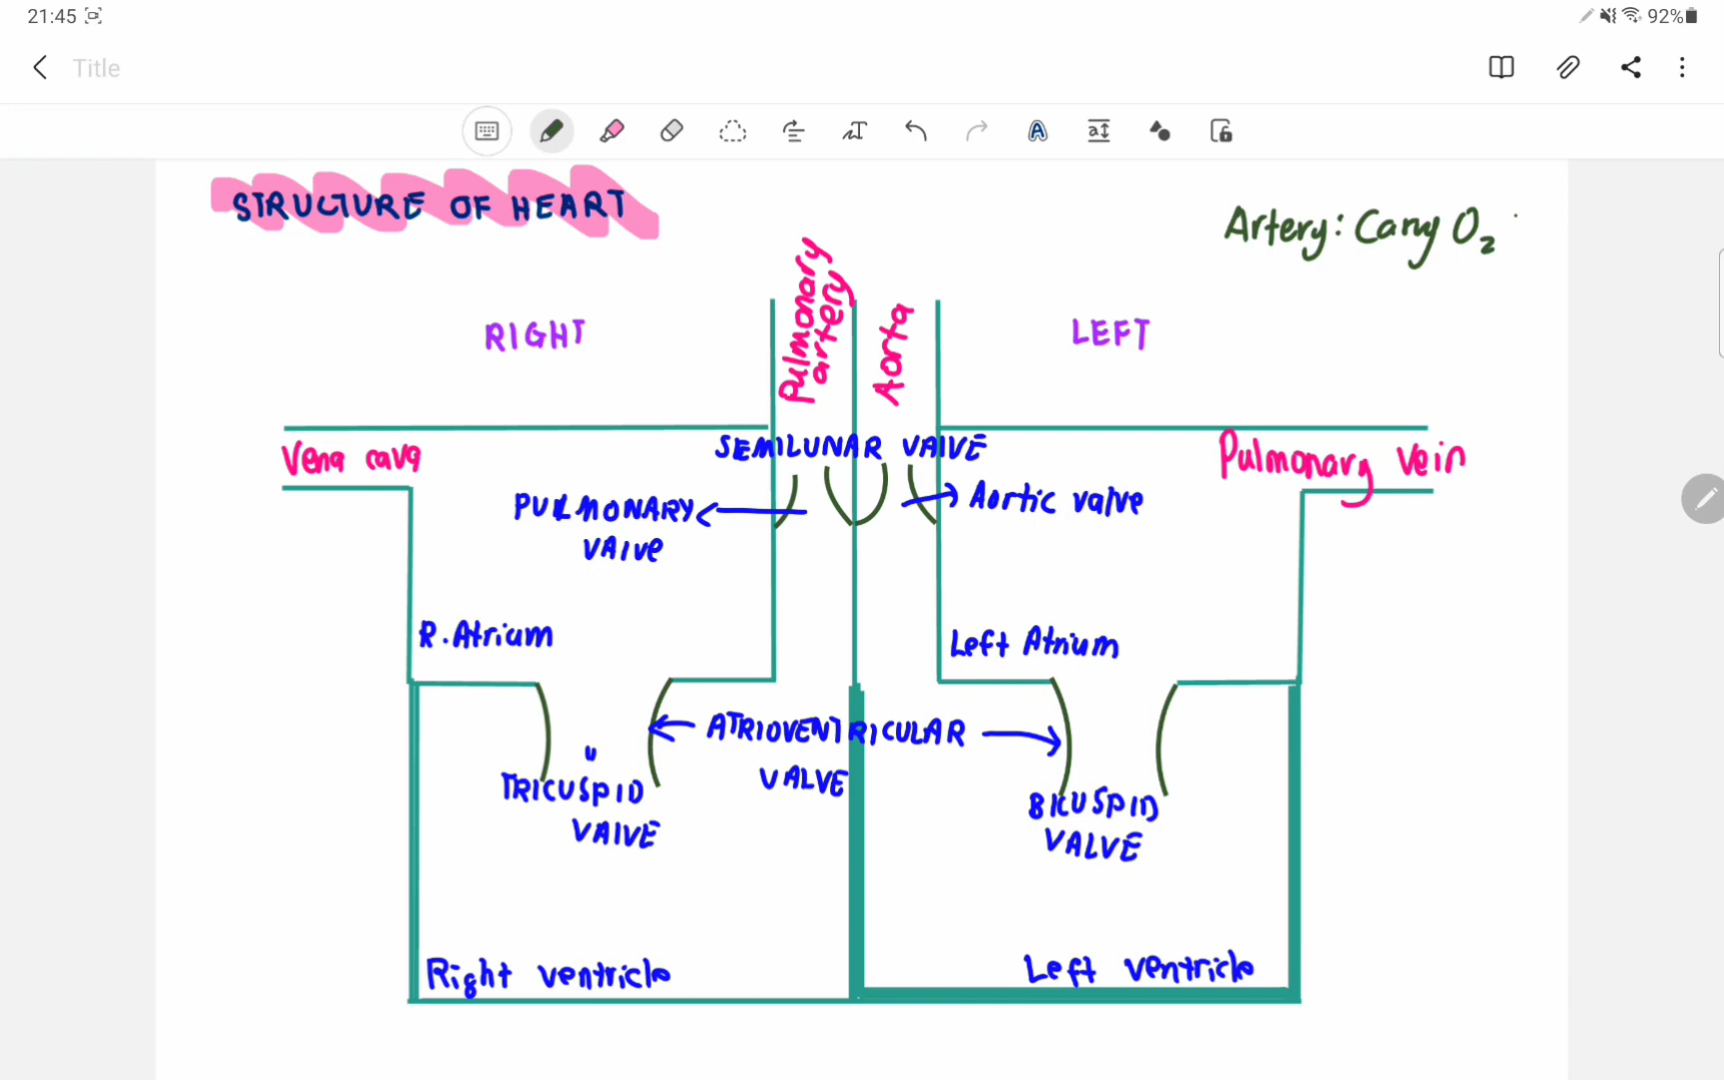 21:45
92%
Title
STRUCTURE OF HEART
Artery: Carry O₂
Pulmonary
artery
Aorta
RIGHT
LEFT
SEMILUNAR VALVE
Vena cava
Pulmonary vein
PULMONARY
VALVE
Aortic valve
R. Atrium
Left Atrium
ATRIOVENTRICULAR
VALVE
TRICUSPID
VALVE
BICUSPID
VALVE
Right ventricle
Left ventricle